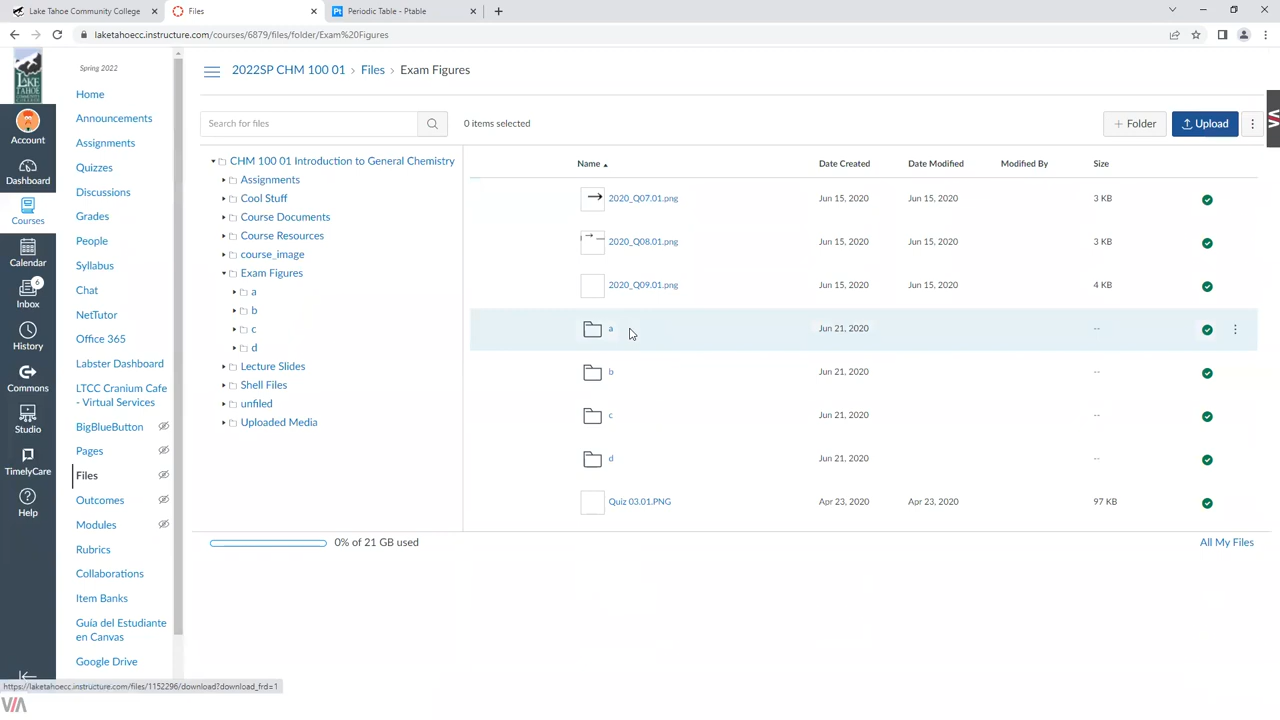 Lake Tahoe Community College
Files
Periodic Table - Ptable
laketahoecc.instructure.com/courses/6879/files/folder/Exam%20Figures
Account
Dashboard
Courses
Calendar
6
Inbox
History
Commons
Studio
TimelyCare
Help
Spring 2022
Home
Announcements
Assignments
Quizzes
Discussions
Grades
People
Syllabus
Chat
NetTutor
Office 365
Labster Dashboard
LTCC Cranium Cafe
- Virtual Services
BigBlueButton
Pages
Files
Outcomes
Modules
Rubrics
Collaborations
Item Banks
Guía del Estudiante
en Canvas
Google Drive
2022SP CHM 100 01 > Files > Exam Figures
Search for files
0 items selected
+ Folder
Upload
CHM 100 01 Introduction to General Chemistry
Assignments
Cool Stuff
Course Documents
Course Resources
course_image
Exam Figures
a
b
c
d
Lecture Slides
Shell Files
unfiled
Uploaded Media
Name Date Created Date Modified Modified By Size
2020_Q07.01.png Jun 15, 2020 Jun 15, 2020 3 KB
2020_Q08.01.png Jun 15, 2020 Jun 15, 2020 3 KB
2020_Q09.01.png Jun 15, 2020 Jun 15, 2020 4 KB
a Jun 21, 2020 --
b Jun 21, 2020 --
c Jun 21, 2020 --
d Jun 21, 2020 --
Quiz 03.01.PNG Apr 23, 2020 Apr 23, 2020 97 KB
0% of 21 GB used
All My Files
https://laketahoecc.instructure.com/files/1152296/download?download_frd=1
VIA